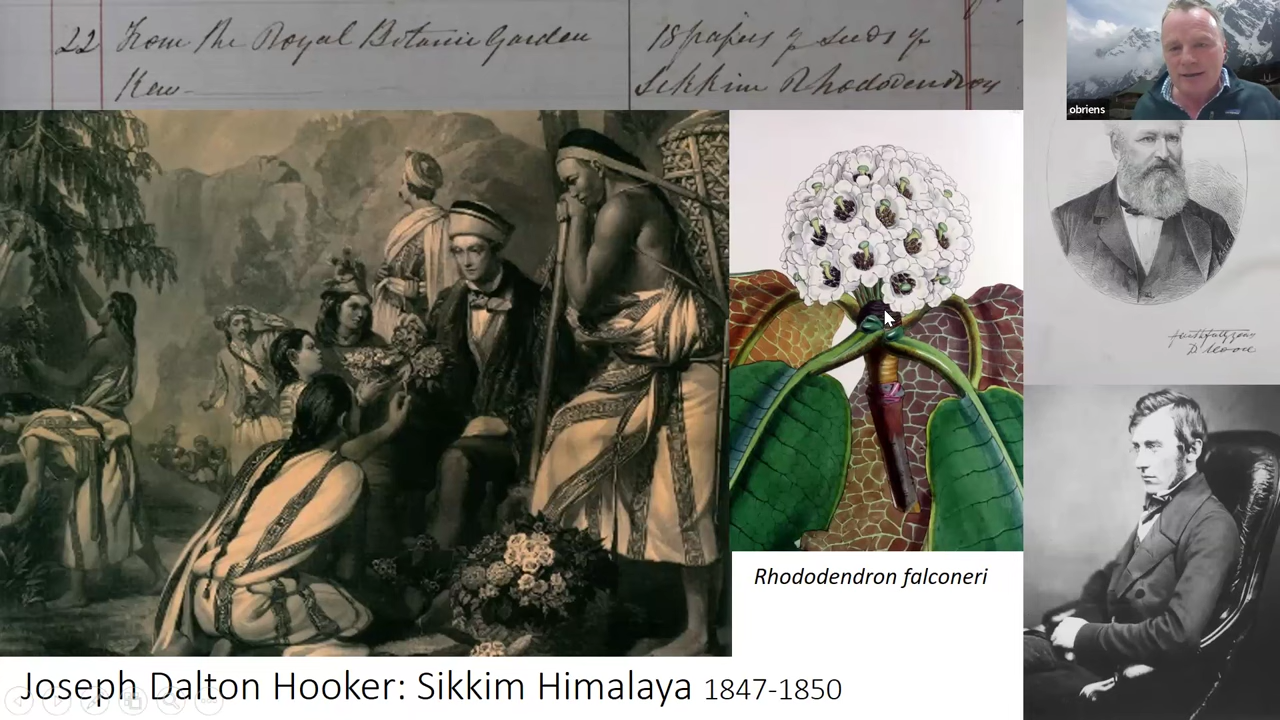 22 From the Royal Botanic Garden
Kew
18 papers of seeds of
Sikkim Rhododendron
obriens
D Moore
Rhododendron falconeri
Joseph Dalton Hooker: Sikkim Himalaya 1847-1850